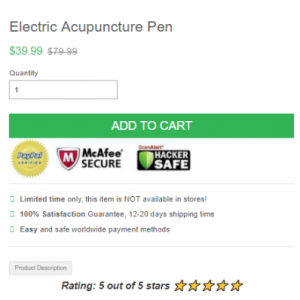 Electric Acupuncture Pen
$39.99 $79.99
Quantity
1
ADD TO CART
PayPal
VERIFIED
McAfee™
SECURE
ScanAlert™
HACKER
SAFE
Limited time only, this item is NOT available in stores!
100% Satisfaction Guarantee, 12-20 days shipping time
Easy and safe worldwide payment methods
Product Description
Rating: 5 out of 5 stars